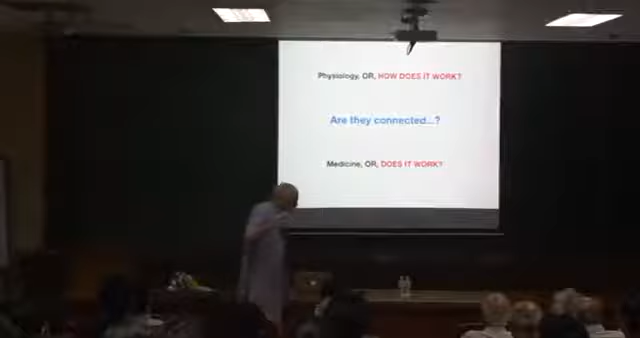 Physiology, OR, HOW DOES IT WORK?
Are they connected...?
Medicine, OR, DOES IT WORK?